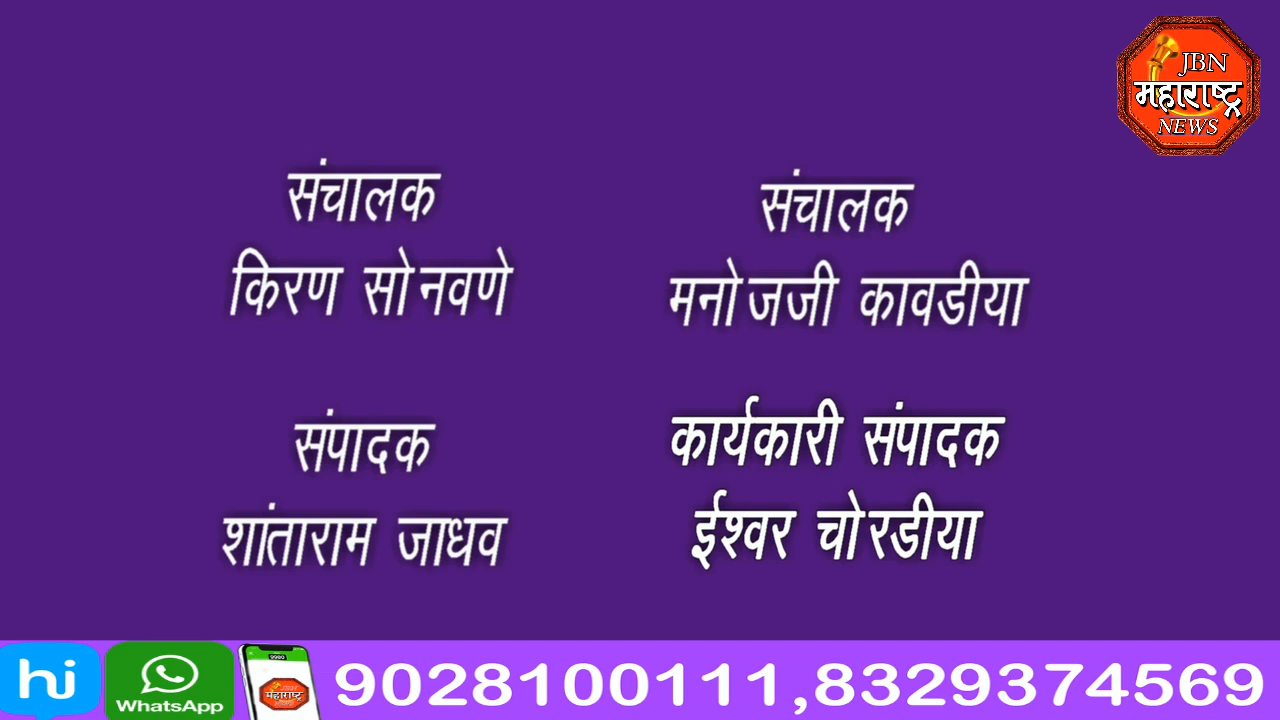 JBN
महाराष्ट्र
NEWS
संचालक
किरण सोनवणे
संचालक
मनोजजी कावडीया
संपादक
शांताराम जाधव
कार्यकारी संपादक
ईश्वर चोरडीया
hi
WhatsApp
महाराष्ट्र
9028100111,8329374569